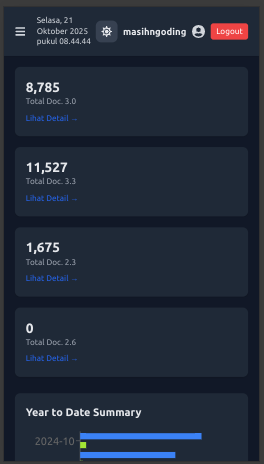 Selasa, 21
Oktober 2025
pukul 08.44.44
masihngoding
Logout
8,785
Total Doc. 3.0
Lihat Detail →
11,527
Total Doc. 3.3
Lihat Detail →
1,675
Total Doc. 2.3
Lihat Detail →
0
Total Doc. 2.6
Lihat Detail →
Year to Date Summary
2024-10